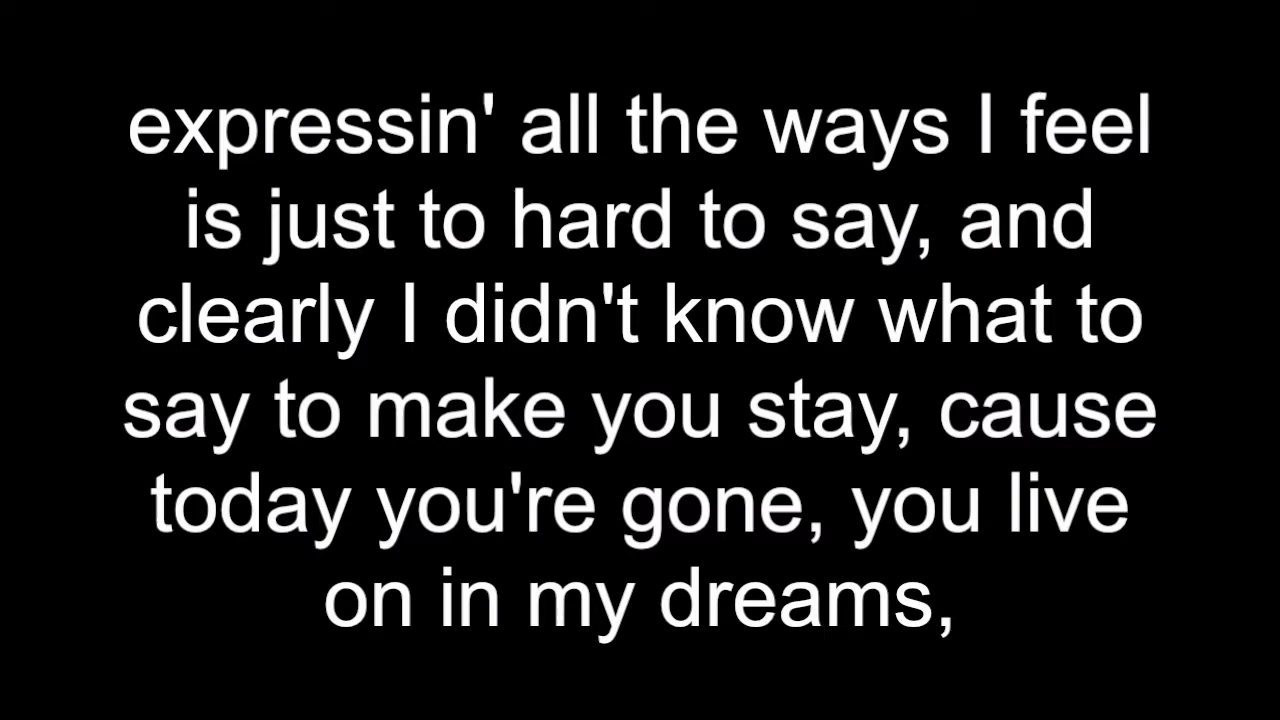 expressin' all the ways I feel
is just to hard to say, and
clearly I didn't know what to
say to make you stay, cause
today you're gone, you live
on in my dreams,